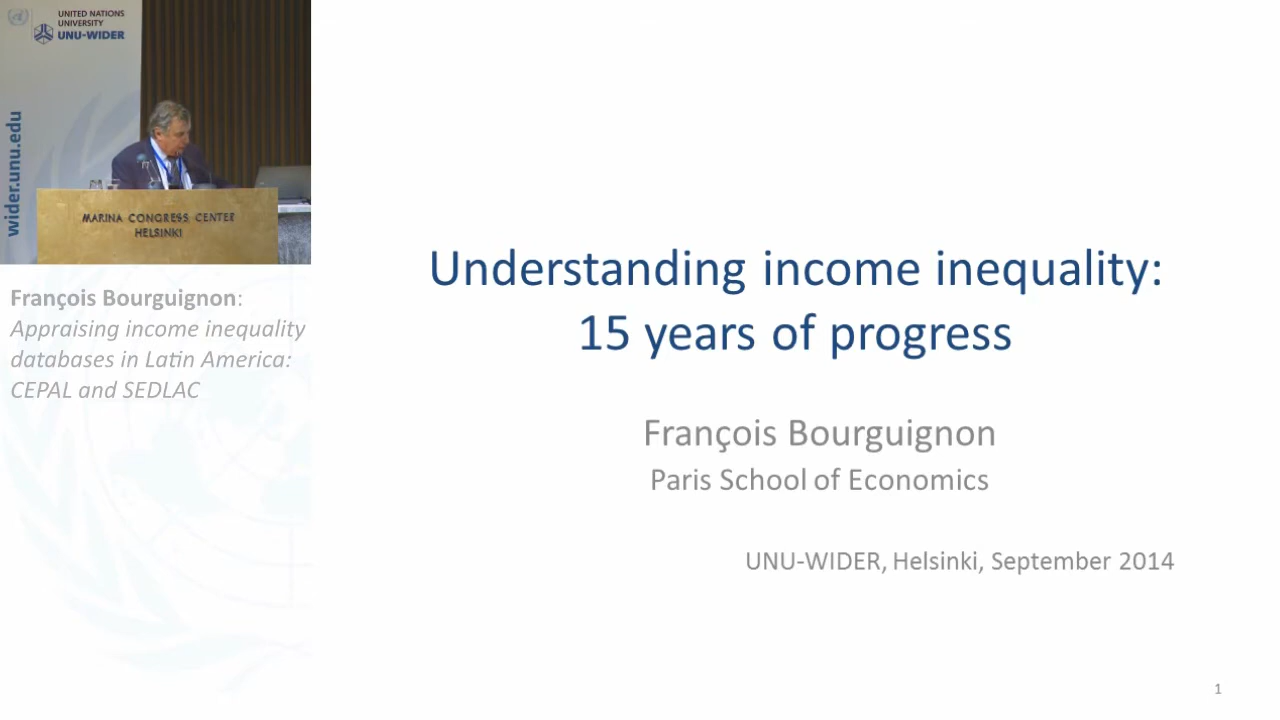 UNITED NATIONS
UNIVERSITY
UNU-WIDER
wider.unu.edu
MARINA CONGRESS CENTER
HELSINKI
François Bourguignon:
Appraising income inequality
databases in Latin America:
CEPAL and SEDLAC
Understanding income inequality:
15 years of progress
François Bourguignon
Paris School of Economics
UNU-WIDER, Helsinki, September 2014
1